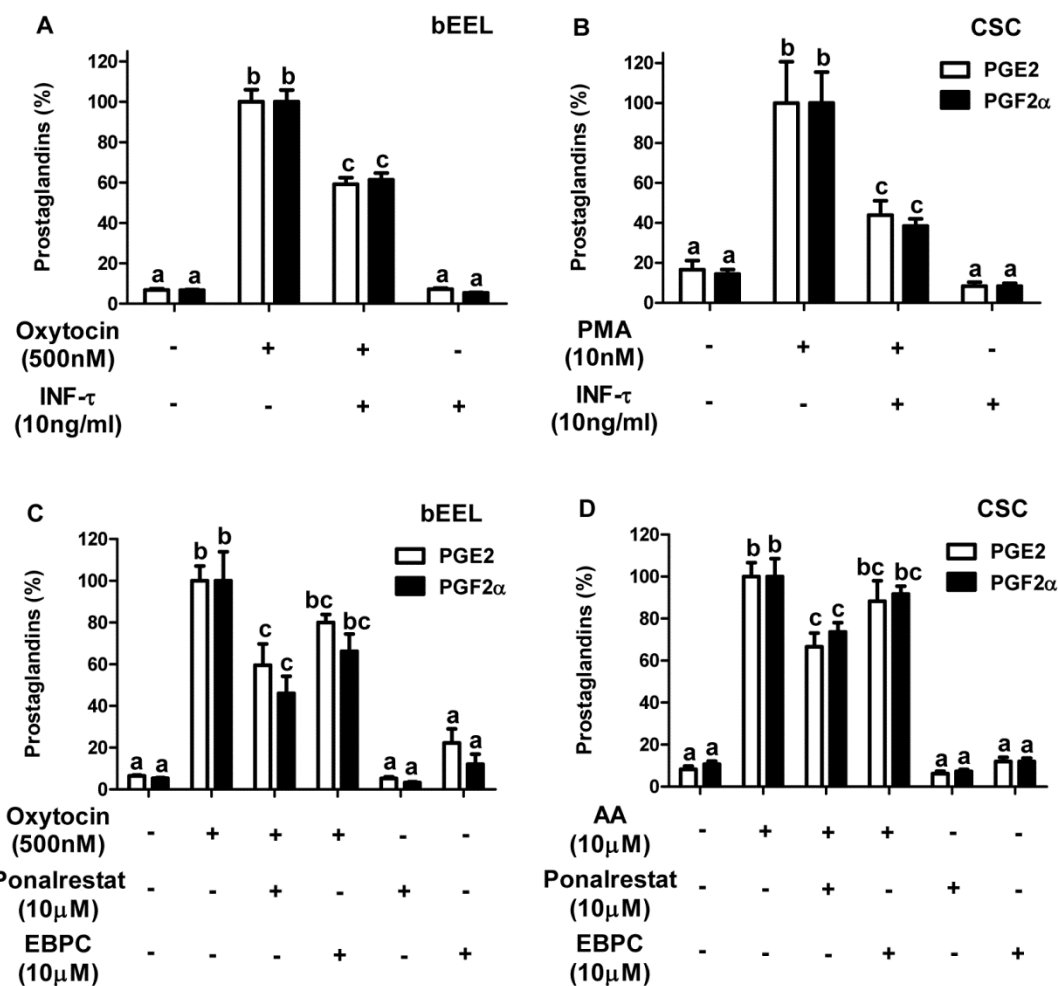 A
bEEL
Prostaglandins (%)
120
100
80
60
40
20
0
a a b b c c a a
Oxytocin
(500nM)
- + + -
INF-τ
(10ng/ml)
- - + +
B
CSC
PGE2
PGF2α
Prostaglandins (%)
120
100
80
60
40
20
0
a a b b c c a a
PMA
(10nM)
- + + -
INF-τ
(10ng/ml)
- - + +
C
bEEL
PGE2
PGF2α
Prostaglandins (%)
120
100
80
60
40
20
0
a a b b c c bc bc a a a a
Oxytocin
(500nM)
- + + + - -
Ponalrestat
(10μM)
- - + - + -
EBPC
(10μM)
- - - + - +
D
CSC
PGE2
PGF2α
Prostaglandins (%)
120
100
80
60
40
20
0
a a b b c c bc bc a a a a
AA
(10μM)
- + + + - -
Ponalrestat
(10μM)
- - + - + -
EBPC
(10μM)
- - - + - +